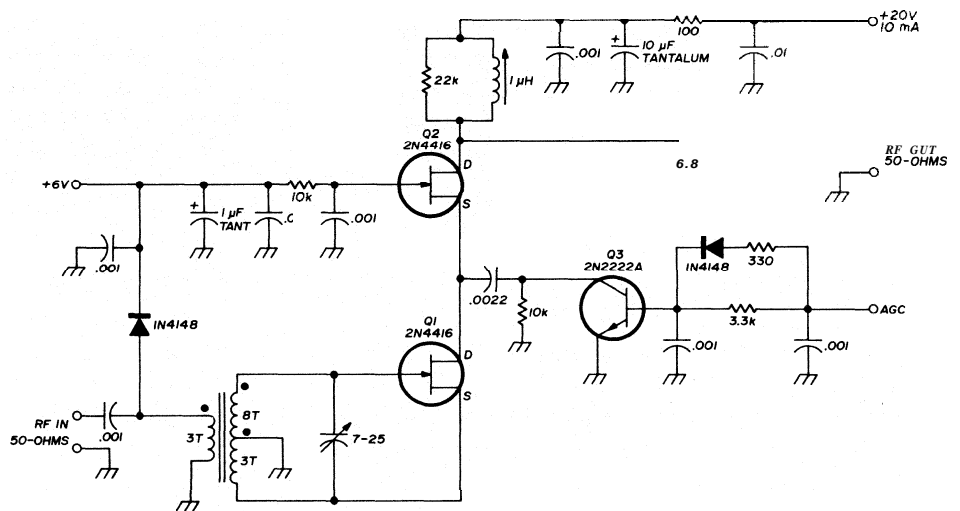 +20V
10 mA
100
.001
+
10 µF
TANTALUM
.01
22k
1 µH
Q2
2N4416
D
S
RF GUT
50-OHMS
6.8
+6V
10k
+
1 µF
TANT
.0
.001
.001
1N4148
Q3
2N2222A
1N4148
330
.0022
10k
3.3k
AGC
.001
.001
Q1
2N4416
D
S
RF IN
50-OHMS
.001
3T
8T
3T
7-25